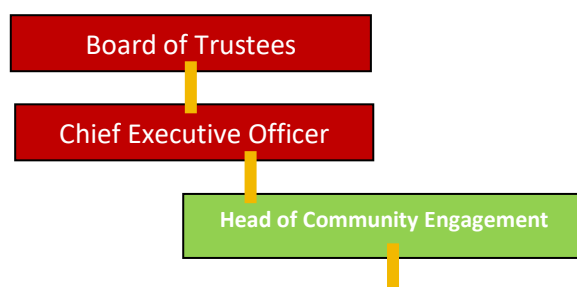 Board of Trustees
Chief Executive Officer
Head of Community Engagement